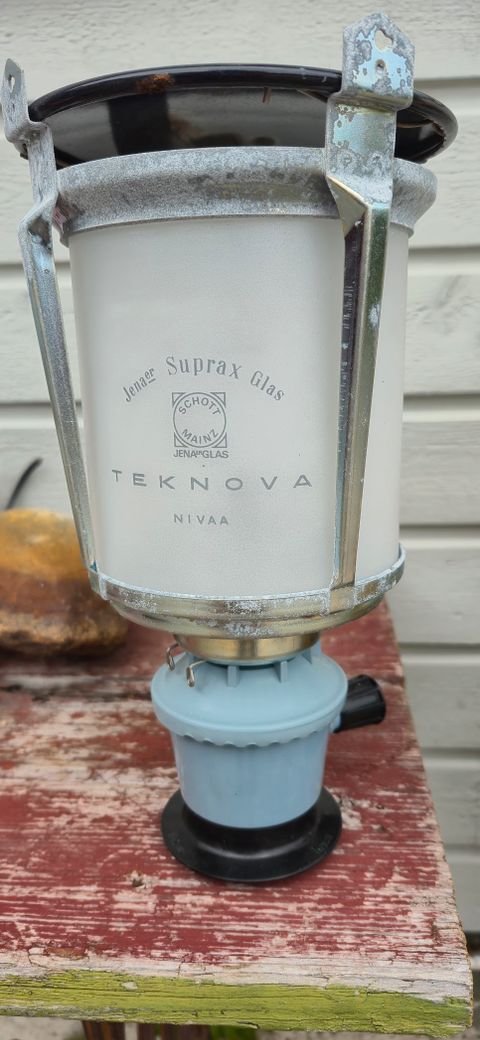 Jenaer Suprax Glas
SCHOTT
MAINZ
JENAer GLAS
TEKNOVA
NIVAA